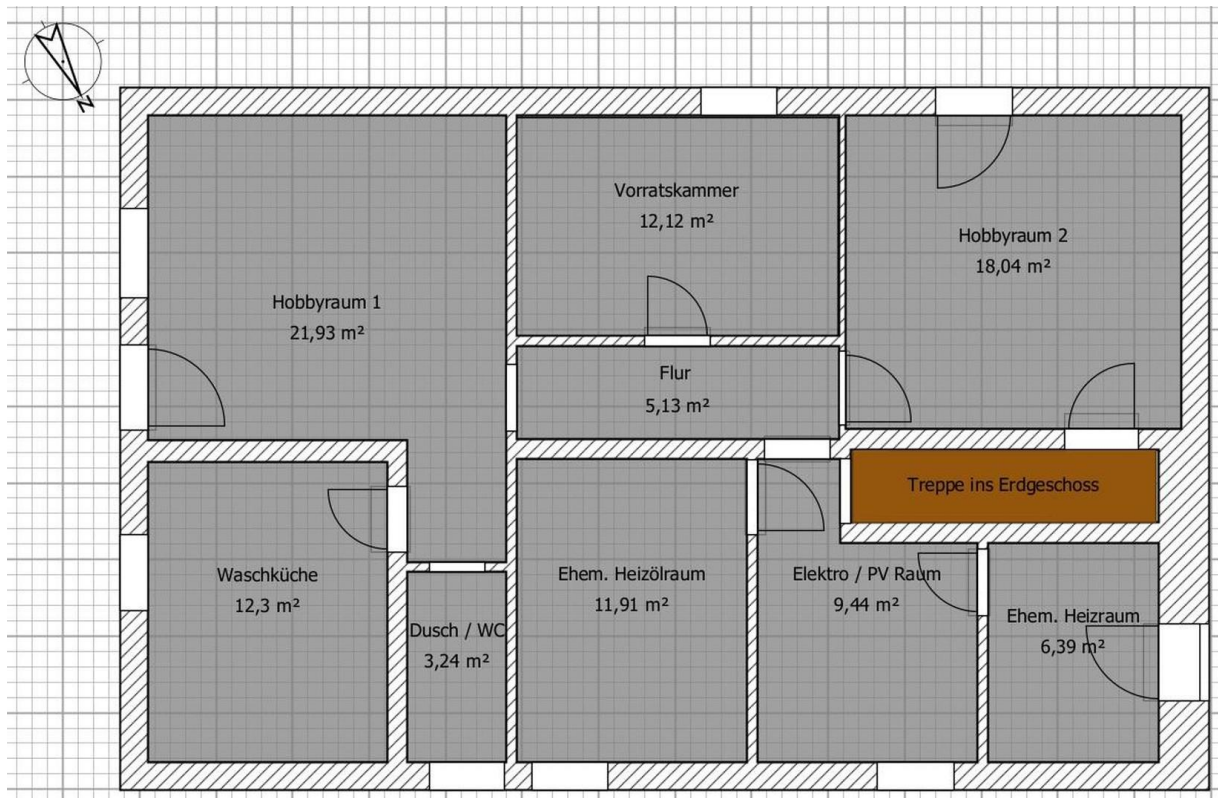 N
Vorratskammer
12,12 m²
Hobbyraum 2
18,04 m²
Hobbyraum 1
21,93 m²
Flur
5,13 m²
Treppe ins Erdgeschoss
Waschküche
12,3 m²
Ehem. Heizölraum
11,91 m²
Elektro / PV Raum
9,44 m²
Dusch / WC
3,24 m²
Ehem. Heizraum
6,39 m²